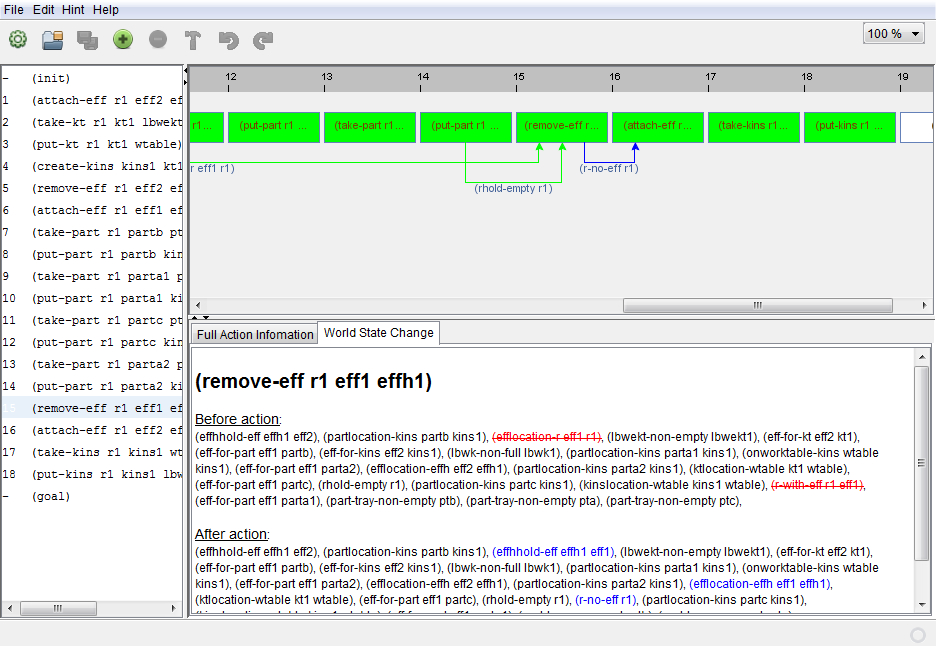 File Edit Hint Help
100 %
- (init)
1 (attach-eff r1 eff2 ef
2 (take-kt r1 kt1 lbwekt
3 (put-kt r1 kt1 wtable)
4 (create-kins kins1 kt1
5 (remove-eff r1 eff2 ef
6 (attach-eff r1 eff1 ef
7 (take-part r1 partb pt
8 (put-part r1 partb kin
9 (take-part r1 parta1 p
10 (put-part r1 parta1 ki
11 (take-part r1 partc pt
12 (put-part r1 partc kin
13 (take-part r1 parta2 p
14 (put-part r1 parta2 ki
15 (remove-eff r1 eff1 ef
16 (attach-eff r1 eff2 ef
17 (take-kins r1 kins1 wt
18 (put-kins r1 kins1 lbw
- (goal)
12 13 14 15 16 17 18 19
r1 ... (put-part r1 ... (take-part r1... (put-part r1 ... (remove-eff r... (attach-eff r... (take-kins r1... (put-kins r1 ... (
r eff1 r1) (r-no-eff r1)
(rhold-empty r1)
Full Action Infomation World State Change
(remove-eff r1 eff1 effh1)
Before action:
(effhhold-eff effh1 eff2), (partlocation-kins partb kins1), (efflocation-r eff1 r1), (lbwekt-non-empty lbwekt1), (eff-for-kt eff2 kt1),
(eff-for-part eff1 partb), (eff-for-kins eff2 kins1), (lbwk-non-full lbwk1), (partlocation-kins parta1 kins1), (onworktable-kins wtable
kins1), (eff-for-part eff1 parta2), (efflocation-effh eff2 effh1), (partlocation-kins parta2 kins1), (ktlocation-wtable kt1 wtable),
(eff-for-part eff1 partc), (rhold-empty r1), (partlocation-kins partc kins1), (kinslocation-wtable kins1 wtable), (r-with-eff r1 eff1),
(eff-for-part eff1 parta1), (part-tray-non-empty ptb), (part-tray-non-empty pta), (part-tray-non-empty ptc),
After action:
(effhhold-eff effh1 eff2), (partlocation-kins partb kins1), (effhhold-eff effh1 eff1), (lbwekt-non-empty lbwekt1), (eff-for-kt eff2 kt1),
(eff-for-part eff1 partb), (eff-for-kins eff2 kins1), (lbwk-non-full lbwk1), (partlocation-kins parta1 kins1), (onworktable-kins wtable
kins1), (eff-for-part eff1 parta2), (efflocation-effh eff2 effh1), (partlocation-kins parta2 kins1), (efflocation-effh eff1 effh1),
(ktlocation-wtable kt1 wtable), (eff-for-part eff1 partc), (rhold-empty r1), (r-no-eff r1), (partlocation-kins partc kins1),